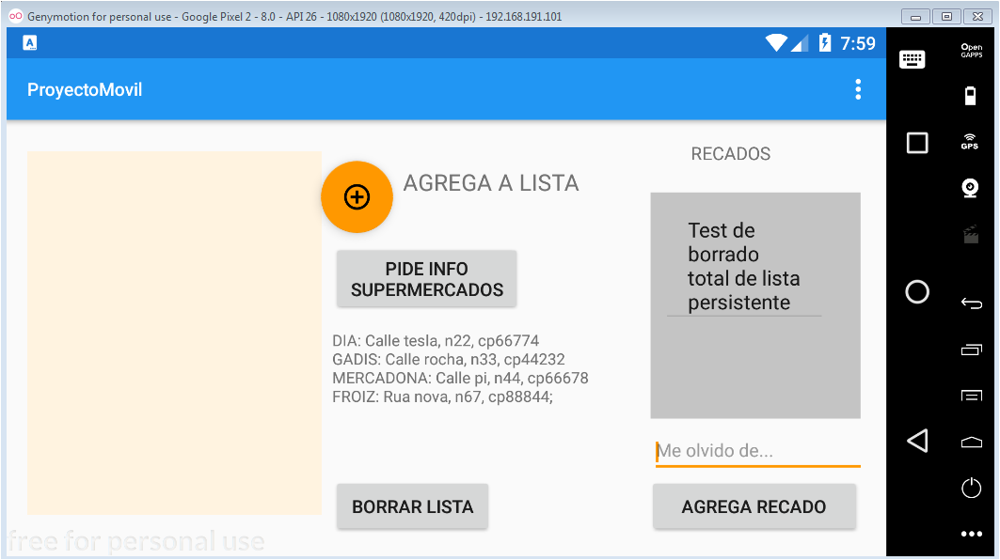 Genymotion for personal use - Google Pixel 2 - 8.0 - API 26 - 1080x1920 (1080x1920, 420dpi) - 192.168.191.101
A
7:59
ProyectoMovil
AGREGA A LISTA
PIDE INFO
SUPERMERCADOS
DIA: Calle tesla, n22, cp66774
GADIS: Calle rocha, n33, cp44232
MERCADONA: Calle pi, n44, cp66678
FROIZ: Rua nova, n67, cp88844;
BORRAR LISTA
RECADOS
Test de
borrado
total de lista
persistente
Me olvido de...
AGREGA RECADO
free for personal use
Open
GAPPS
GPS